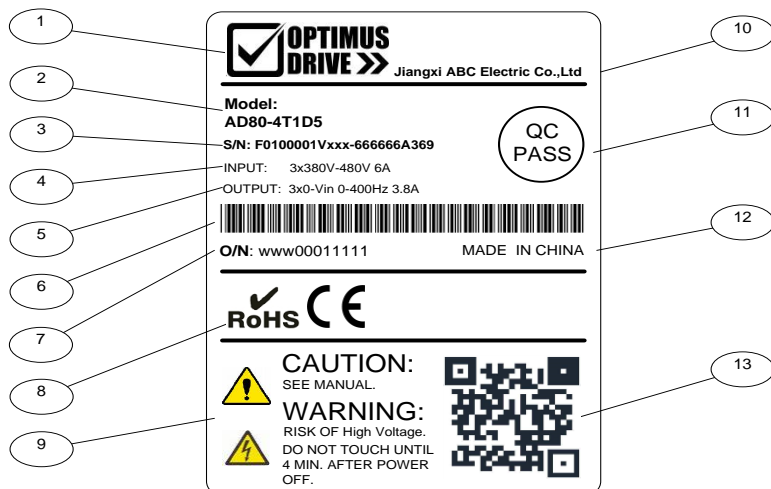 1
10
OPTIMUS
DRIVE
Jiangxi ABC Electric Co.,Ltd
2
Model:
AD80-4T1D5
11
QC
PASS
3
S/N: F0100001Vxxx-666666A369
4
INPUT: 3x380V-480V 6A
5
OUTPUT: 3x0-Vin 0-400Hz 3.8A
6
12
O/N: www00011111 MADE IN CHINA
7
RoHS CE
8
CAUTION:
SEE MANUAL.
13
WARNING:
RISK OF High Voltage.
9
DO NOT TOUCH UNTIL
4 MIN. AFTER POWER
OFF.